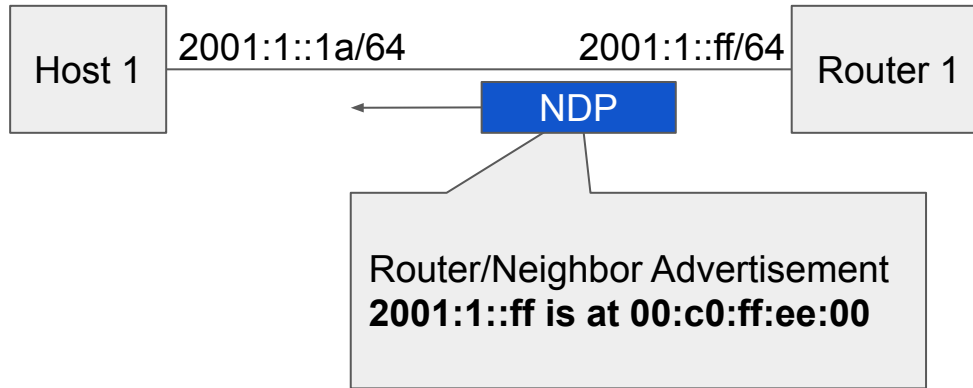 Host 1
2001:1::1a/64
2001:1::ff/64
Router 1
NDP
Router/Neighbor Advertisement
2001:1::ff is at 00:c0:ff:ee:00